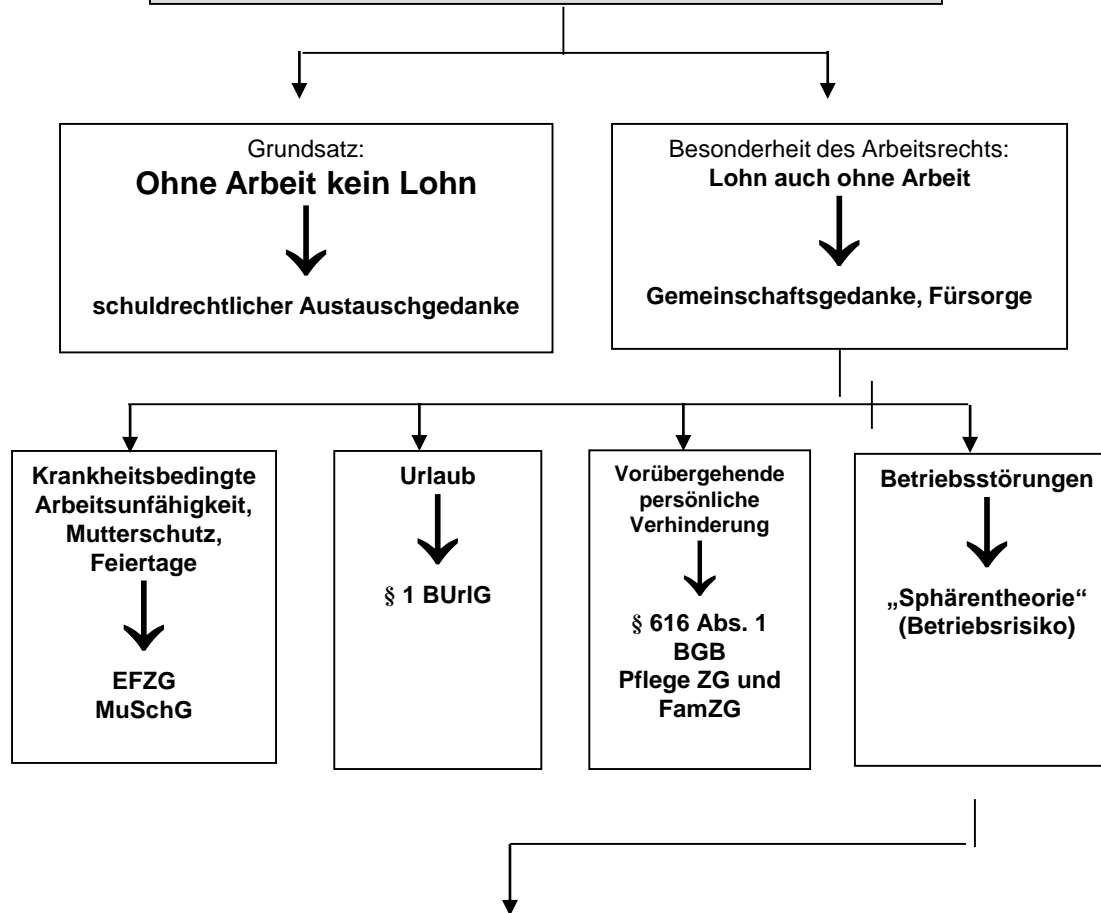 Grundsatz:
Ohne Arbeit kein Lohn
schuldrechtlicher Austauschgedanke
Besonderheit des Arbeitsrechts:
Lohn auch ohne Arbeit
Gemeinschaftsgedanke, Fürsorge
Krankheitsbedingte
Arbeitsunfähigkeit,
Mutterschutz,
Feiertage
EFZG
MuSchG
Urlaub
§ 1 BUrlG
Vorübergehende
persönliche
Verhinderung
§ 616 Abs. 1
BGB
Pflege ZG und
FamZG
Betriebsstörungen
„Sphärentheorie“
(Betriebsrisiko)